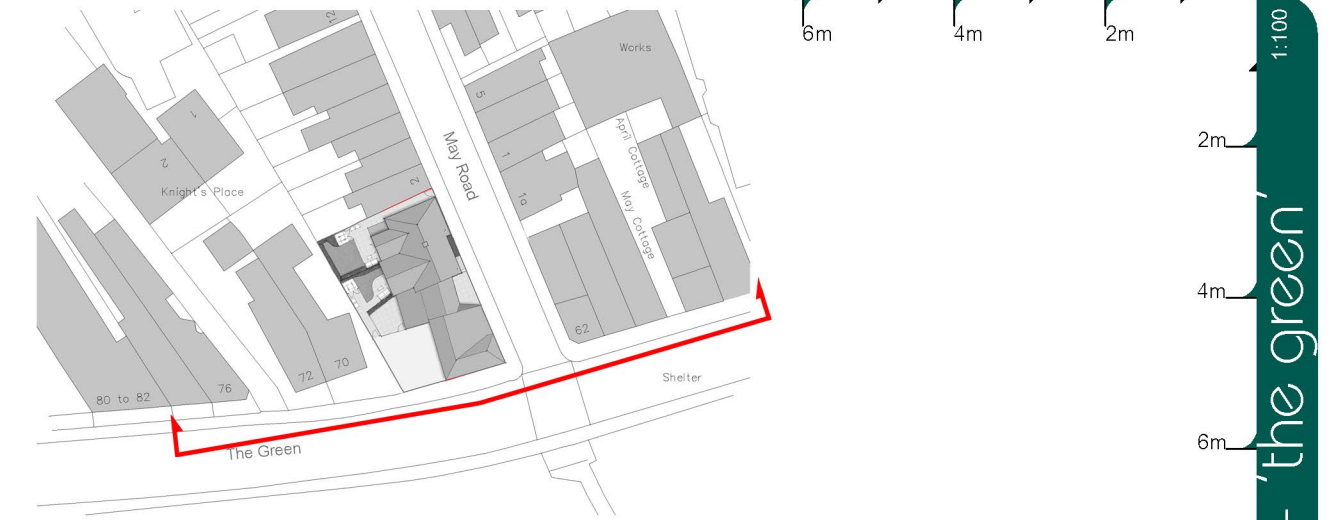 12
Works
5
1
1
2
April Cottage
May Road
Knight's Place
2
1a
May Cottage
62
70
72
76
80 to 82
Shelter
The Green
6m
4m
2m
2m
4m
6m
1:100
- 'the green'